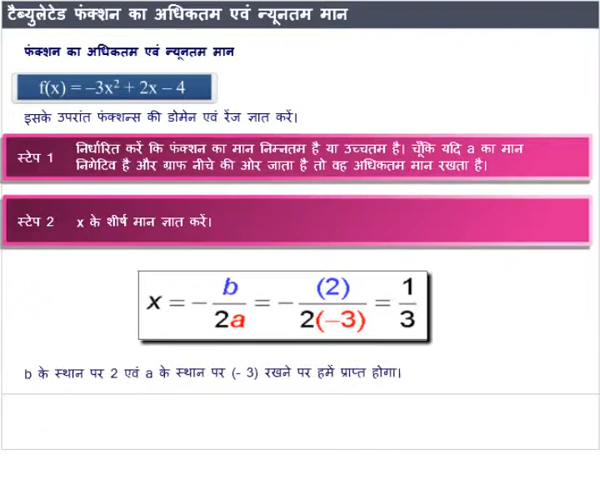 टैब्युलेटेड फंक्शन का अधिकतम एवं न्यूनतम मान
फंक्शन का अधिकतम एवं न्यूनतम मान
f(x) = –3x² + 2x – 4
इसके उपरांत फंक्शन्स की डोमेन एवं रेंज ज्ञात करें।
स्टेप 1 निर्धारित करें कि फंक्शन का मान निम्नतम है या उच्चतम है। चूँकि यदि a का मान
निगेटिव है और ग्राफ नीचे की ओर जाता है तो वह अधिकतम मान रखता है।
स्टेप 2 x के शीर्ष मान ज्ञात करें।
x = – b/2a = – (2)/2(–3) = 1/3
b के स्थान पर 2 एवं a के स्थान पर (- 3) रखने पर हमें प्राप्त होगा।